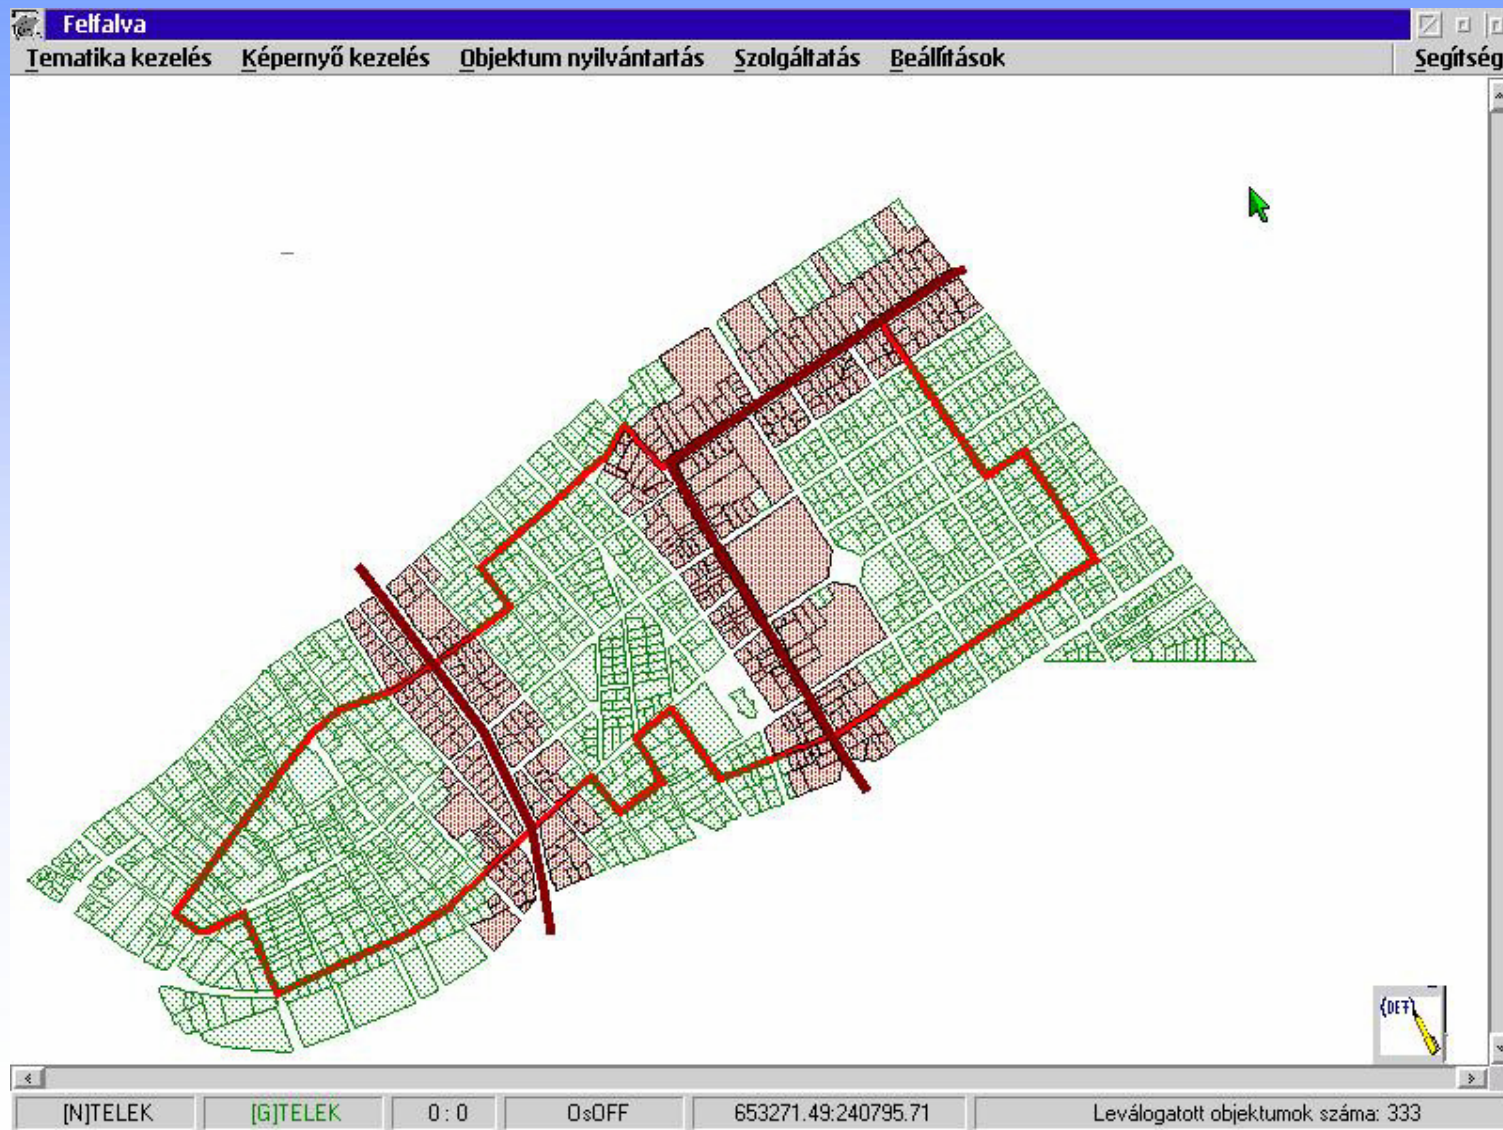 Felfalva
Tematika kezelés Képernyő kezelés Objektum nyilvántartás Szolgáltatás Beállítások Segítség
{DE7}
[N]TELEK [G]TELEK 0 : 0 OsOFF 653271.49:240795.71 Leválogatott objektumok száma: 333